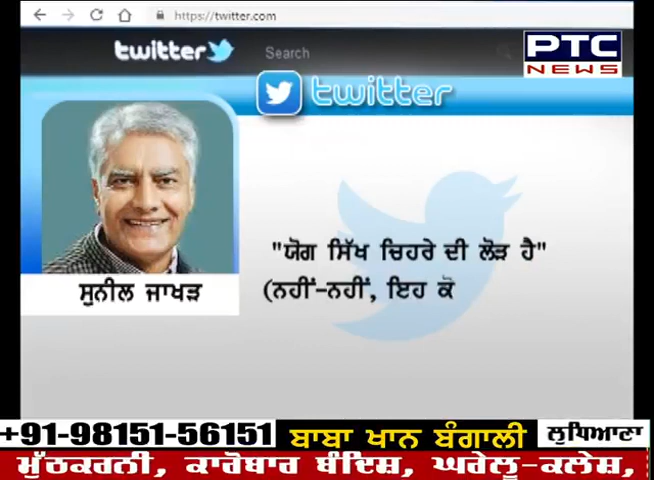 https://twitter.com
twitter
Search
PTC
NEWS
twitter
"ਯੋਗ ਸਿੱਖ ਚਿਹਰੇ ਦੀ ਲੋੜ ਹੈ"
(ਨਹੀਂ-ਨਹੀਂ, ਇਹ ਕੋ
ਸੁਨੀਲ ਜਾਖੜ
+91-98151-56151 ਬਾਬਾ ਖਾਨ ਬੰਗਾਲੀ ਲੁਧਿਆਣਾ
ਮੁੱਠਕਰਨੀ, ਕਾਰੋਬਾਰ ਬੰਦਿਸ਼, ਘਰੇਲੂ-ਕਲੇਸ਼,